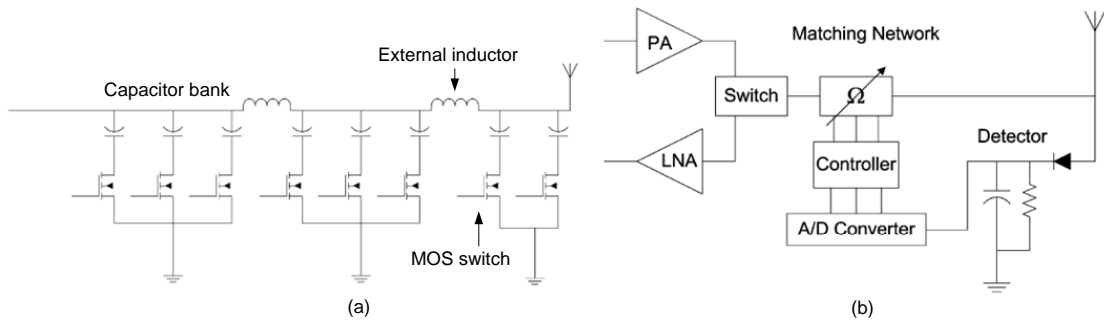 External inductor
Capacitor bank
MOS switch
(a)
PA
Matching Network
Switch
Ω
LNA
Controller
Detector
A/D Converter
(b)